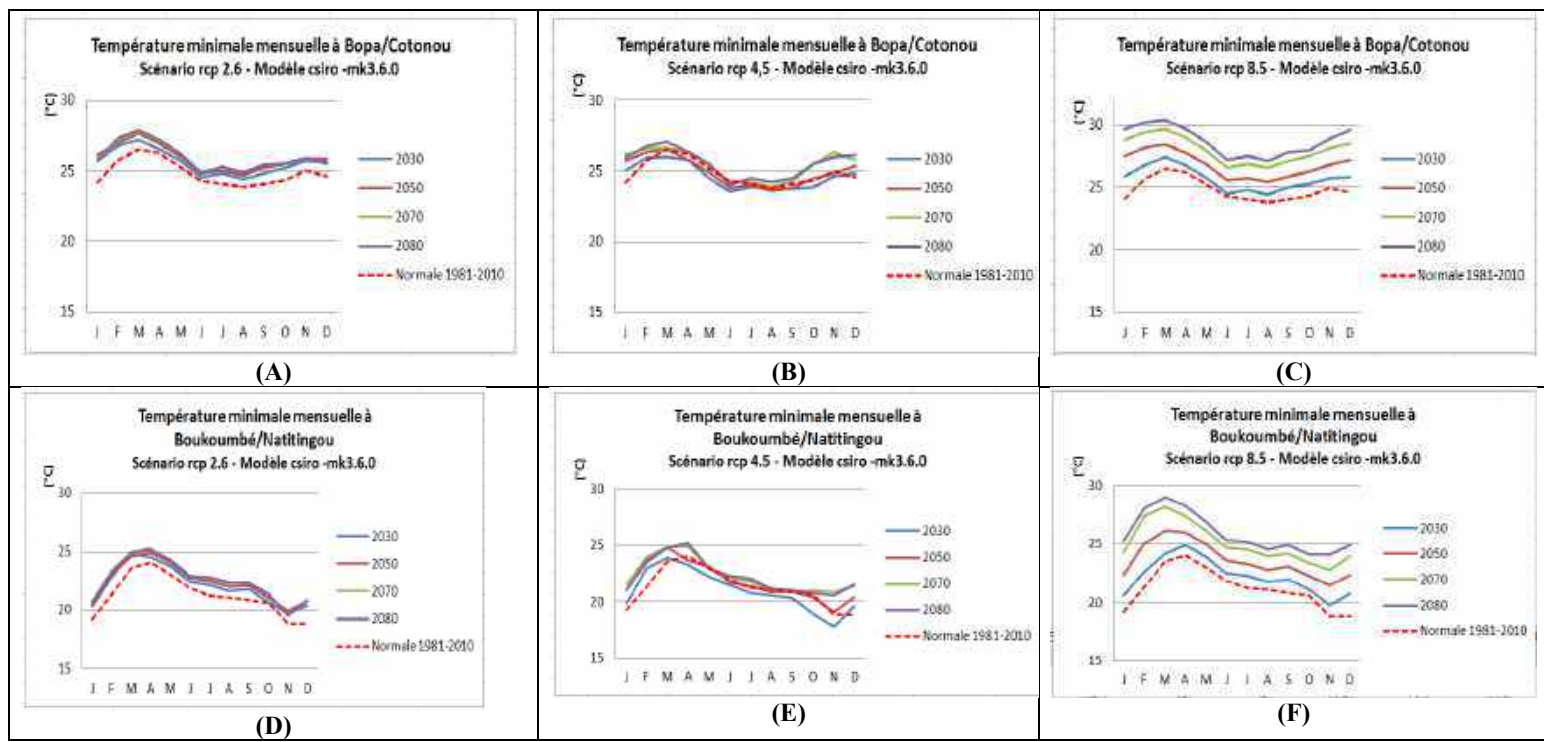 Température minimale mensuelle à Bopa/Cotonou
Scénario rcp 2.6 - Modèle csiro -mk3.6.0
(°C)
30
25
20
15
J F M A M J J A S O N D
2030
2050
2070
2080
Normale 1981-2010
(A)
Température minimale mensuelle à Bopa/Cotonou
Scénario rcp 4,5 - Modèle csiro -mk3.6.0
(°C)
30
25
20
15
J F M A M J J A S O N D
2030
2050
2070
2080
Normale 1981-2010
(B)
Température minimale mensuelle à Bopa/Cotonou
Scénario rcp 8.5 - Modèle csiro -mk3.6.0
(°C)
30
25
20
15
J F M A M J J A S O N D
2030
2050
2070
2080
Normale 1981-2010
(C)
Température minimale mensuelle à
Boukoumbé/Natitingou
Scénario rcp 2.6 - Modèle csiro -mk3.6.0
(°C)
30
25
20
15
J F M A M J J A S O N D
2030
2050
2070
2080
Normale 1981-2010
(D)
Température minimale mensuelle à
Boukoumbé/Natitingou
Scénario rcp 4.5 - Modèle csiro -mk3.6.0
(°C)
30
25
20
15
J F M A M J J A S O N D
2030
2050
2070
2080
Normale 1981-2010
(E)
Température minimale mensuelle à
Boukoumbé/Natitingou
Scénario rcp 8.5 - Modèle csiro -mk3.6.0
(°C)
30
25
20
15
J F M A M J J A S O N D
2030
2050
2070
2080
Normale 1981-2010
(F)